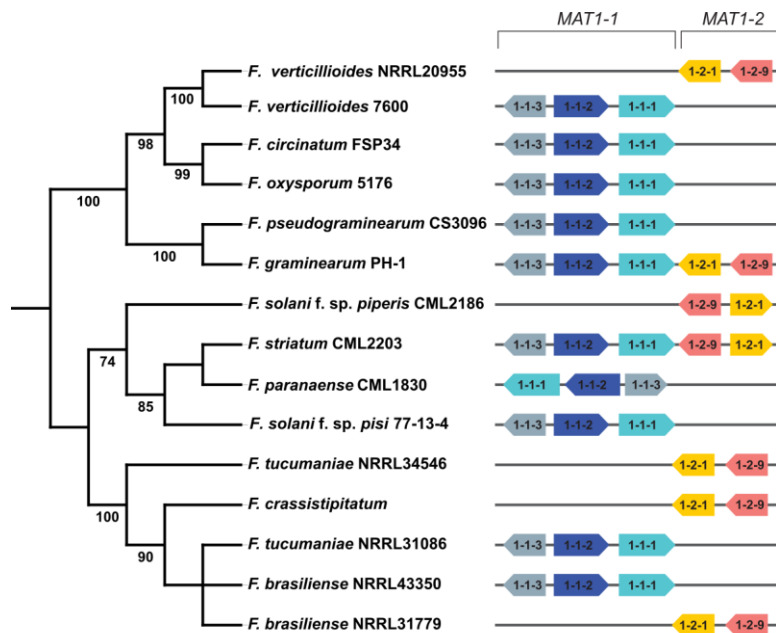 MAT1-1 MAT1-2
F. verticillioides NRRL20955 1-2-1 1-2-9
100
F. verticillioides 7600 1-1-3 1-1-2 1-1-1
98
F. circinatum FSP34 1-1-3 1-1-2 1-1-1
99
F. oxysporum 5176 1-1-3 1-1-2 1-1-1
100
F. pseudograminearum CS3096 1-1-3 1-1-2 1-1-1
100
F. graminearum PH-1 1-1-3 1-1-2 1-1-1 1-2-1 1-2-9
F. solani f. sp. piperis CML2186 1-2-9 1-2-1
F. striatum CML2203 1-1-3 1-1-2 1-1-1 1-2-9 1-2-1
74
F. paranaense CML1830 1-1-1 1-1-2 1-1-3
85
F. solani f. sp. pisi 77-13-4 1-1-3 1-1-2 1-1-1
F. tucumaniae NRRL34546 1-2-1 1-2-9
F. crassistipitatum 1-2-1 1-2-9
100
F. tucumaniae NRRL31086 1-1-3 1-1-2 1-1-1
90
F. brasiliense NRRL43350 1-1-3 1-1-2 1-1-1
F. brasiliense NRRL31779 1-2-1 1-2-9